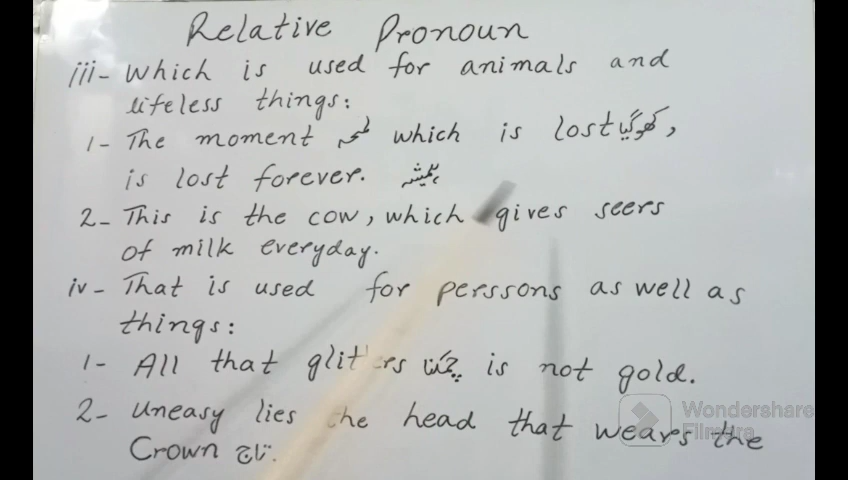 Relative Pronoun
iii- Which is used for animals and
lifeless things:
1- The moment لمحہ which is lost کھوگیا,
is lost forever. ہمیشہ
2- This is the cow, which gives seers
of milk everyday.
iv- That is used for perssons as well as
things:
1- All that glitters چمکتا is not gold.
2- Uneasy lies the head that wears the
Crown تاج.
Wondershare
Filmora